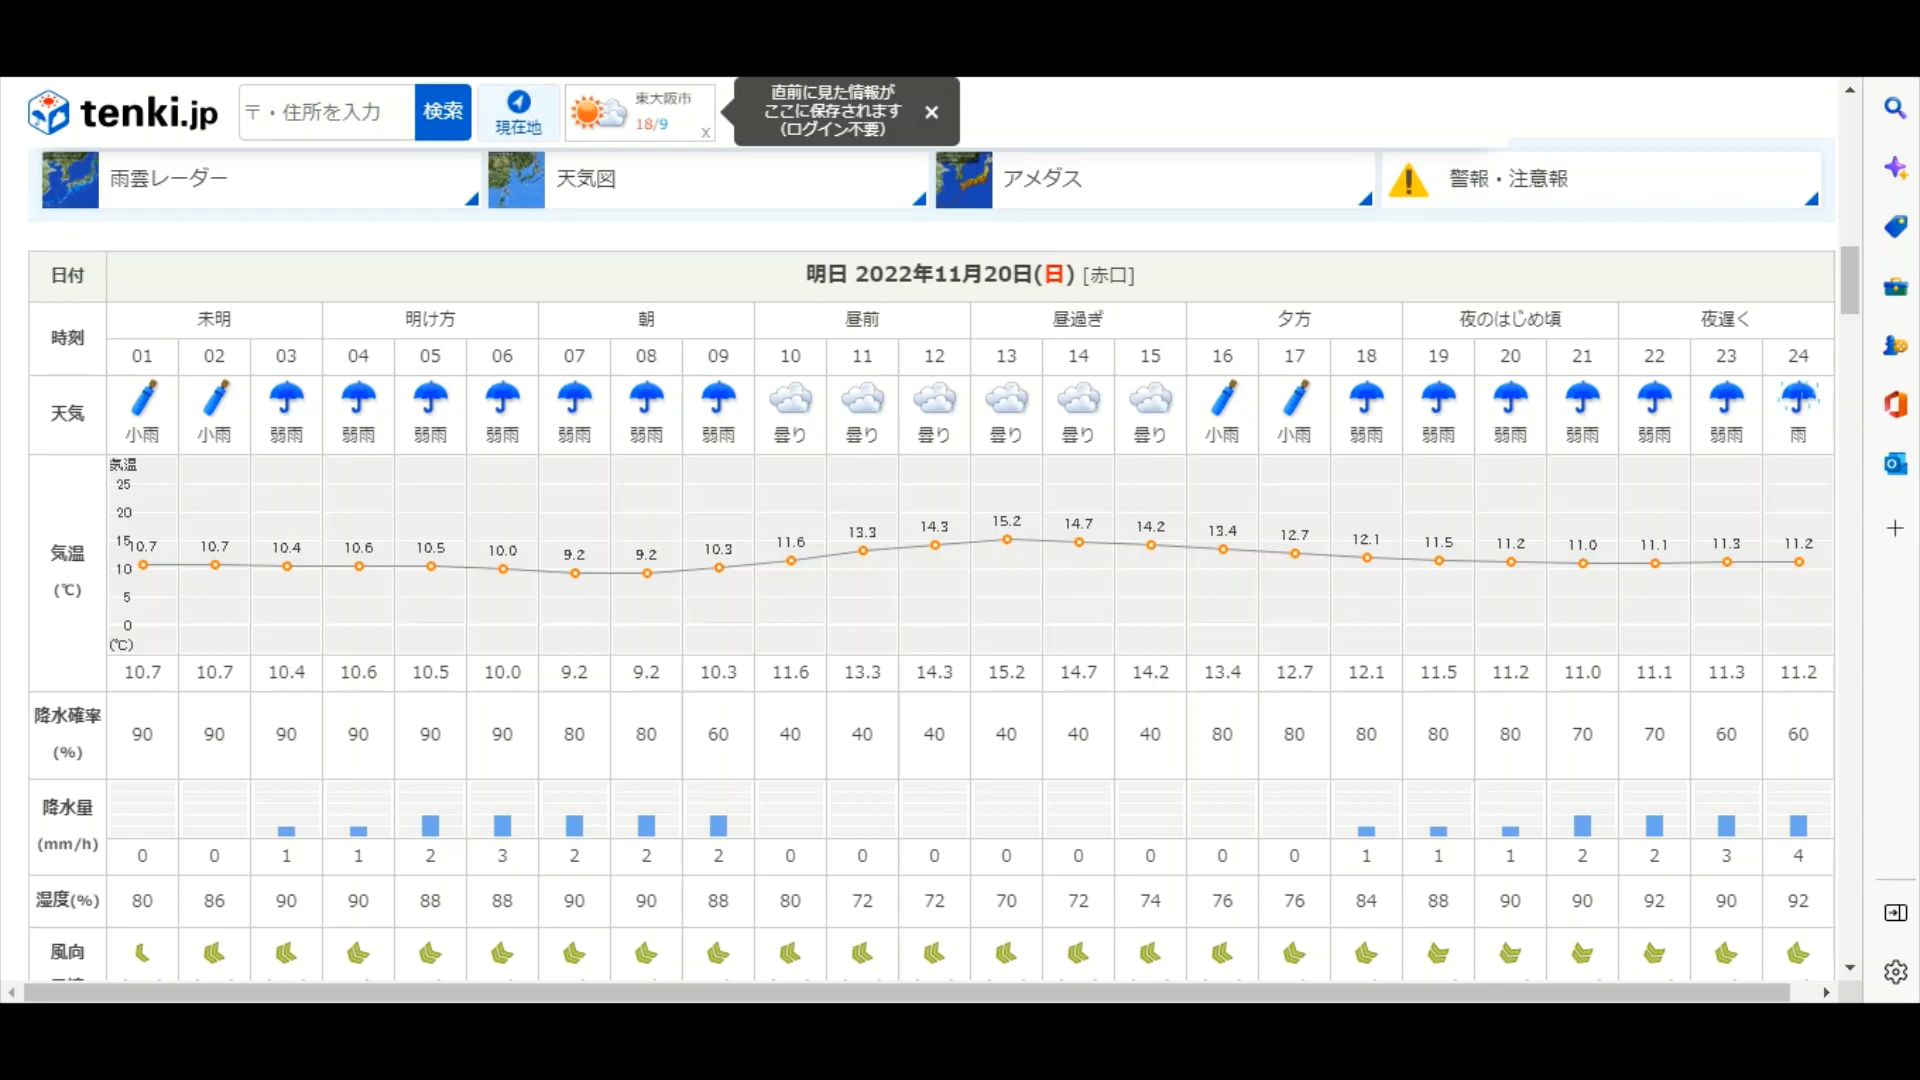 tenki.jp
〒・住所を入力
検索
現在地
東大阪市
18/9
x
直前に見た情報が
ここに保存されます
(ログイン不要)
×
雨雲レーダー
天気図
アメダス
警報・注意報
日付
明日 2022年11月20日(日) [赤口]
時刻
未明 明け方 朝 昼前 昼過ぎ 夕方 夜のはじめ頃 夜遅く
01 02 03 04 05 06 07 08 09 10 11 12 13 14 15 16 17 18 19 20 21 22 23 24
天気
小雨 小雨 弱雨 弱雨 弱雨 弱雨 弱雨 弱雨 弱雨 曇り 曇り 曇り 曇り 曇り 曇り 小雨 小雨 弱雨 弱雨 弱雨 弱雨 弱雨 弱雨 雨
気温
(℃)
気温
25
20
15
10
5
0
(℃)
10.7 10.7 10.4 10.6 10.5 10.0 9.2 9.2 10.3 11.6 13.3 14.3 15.2 14.7 14.2 13.4 12.7 12.1 11.5 11.2 11.0 11.1 11.3 11.2
10.7 10.7 10.4 10.6 10.5 10.0 9.2 9.2 10.3 11.6 13.3 14.3 15.2 14.7 14.2 13.4 12.7 12.1 11.5 11.2 11.0 11.1 11.3 11.2
降水確率
(%)
90 90 90 90 90 90 80 80 60 40 40 40 40 40 40 80 80 80 80 80 70 70 60 60
降水量
(mm/h)
0 0 1 1 2 3 2 2 2 0 0 0 0 0 0 0 0 1 1 1 2 2 3 4
湿度(%)
80 86 90 90 88 88 90 90 88 80 72 72 70 72 74 76 76 84 88 90 90 92 90 92
風向